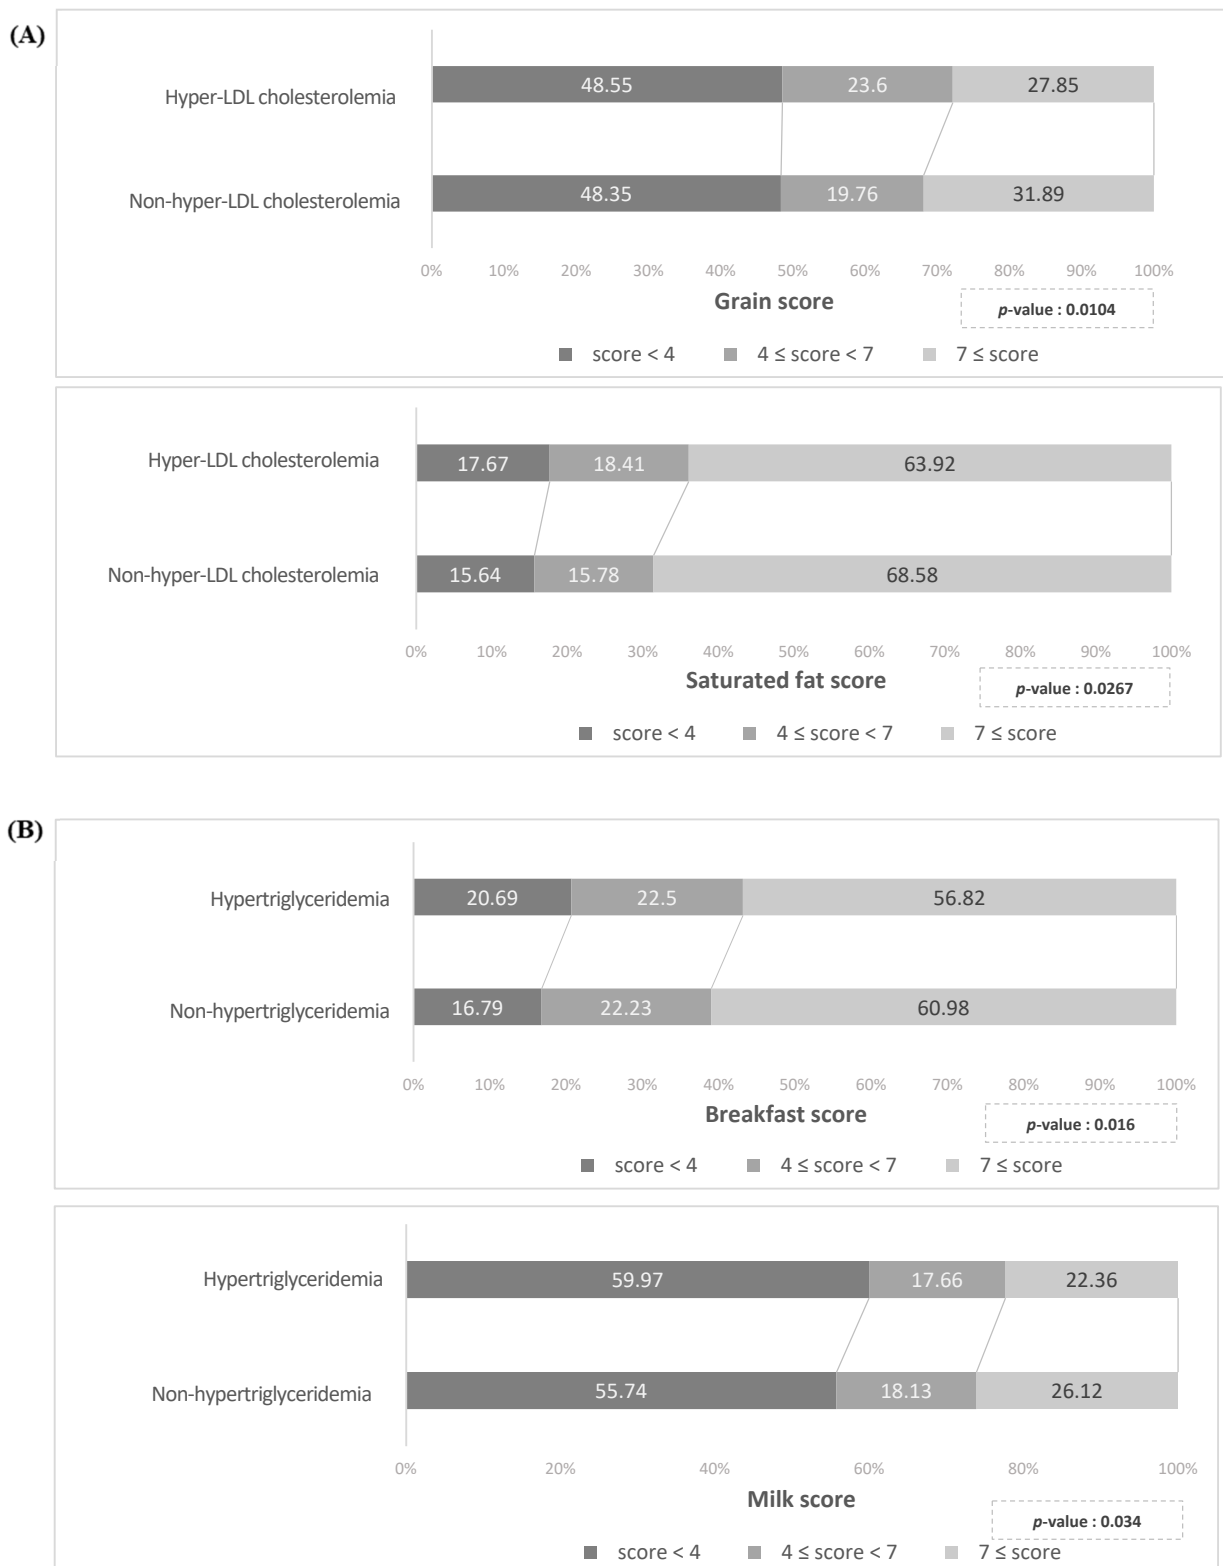 (A)
Hyper-LDL cholesterolemia 48.55 23.6 27.85
Non-hyper-LDL cholesterolemia 48.35 19.76 31.89
0% 10% 20% 30% 40% 50% 60% 70% 80% 90% 100%
Grain score
p-value : 0.0104
score < 4 4 ≤ score < 7 7 ≤ score
Hyper-LDL cholesterolemia 17.67 18.41 63.92
Non-hyper-LDL cholesterolemia 15.64 15.78 68.58
0% 10% 20% 30% 40% 50% 60% 70% 80% 90% 100%
Saturated fat score
p-value : 0.0267
score < 4 4 ≤ score < 7 7 ≤ score
(B)
Hypertriglyceridemia 20.69 22.5 56.82
Non-hypertriglyceridemia 16.79 22.23 60.98
0% 10% 20% 30% 40% 50% 60% 70% 80% 90% 100%
Breakfast score
p-value : 0.016
score < 4 4 ≤ score < 7 7 ≤ score
Hypertriglyceridemia 59.97 17.66 22.36
Non-hypertriglyceridemia 55.74 18.13 26.12
0% 20% 40% 60% 80% 100%
Milk score
p-value : 0.034
score < 4 4 ≤ score < 7 7 ≤ score